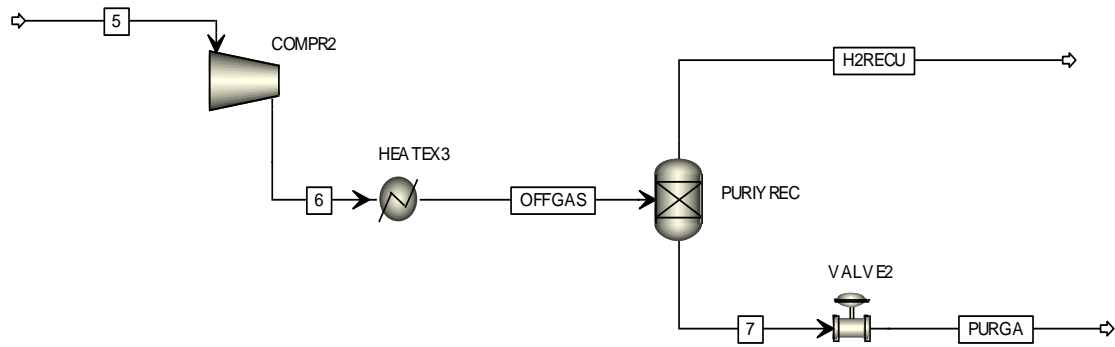 5
COMPR2
H2RECU
HEATEX3
6
OFFGAS
PURIYREC
VALVE2
7
PURGA